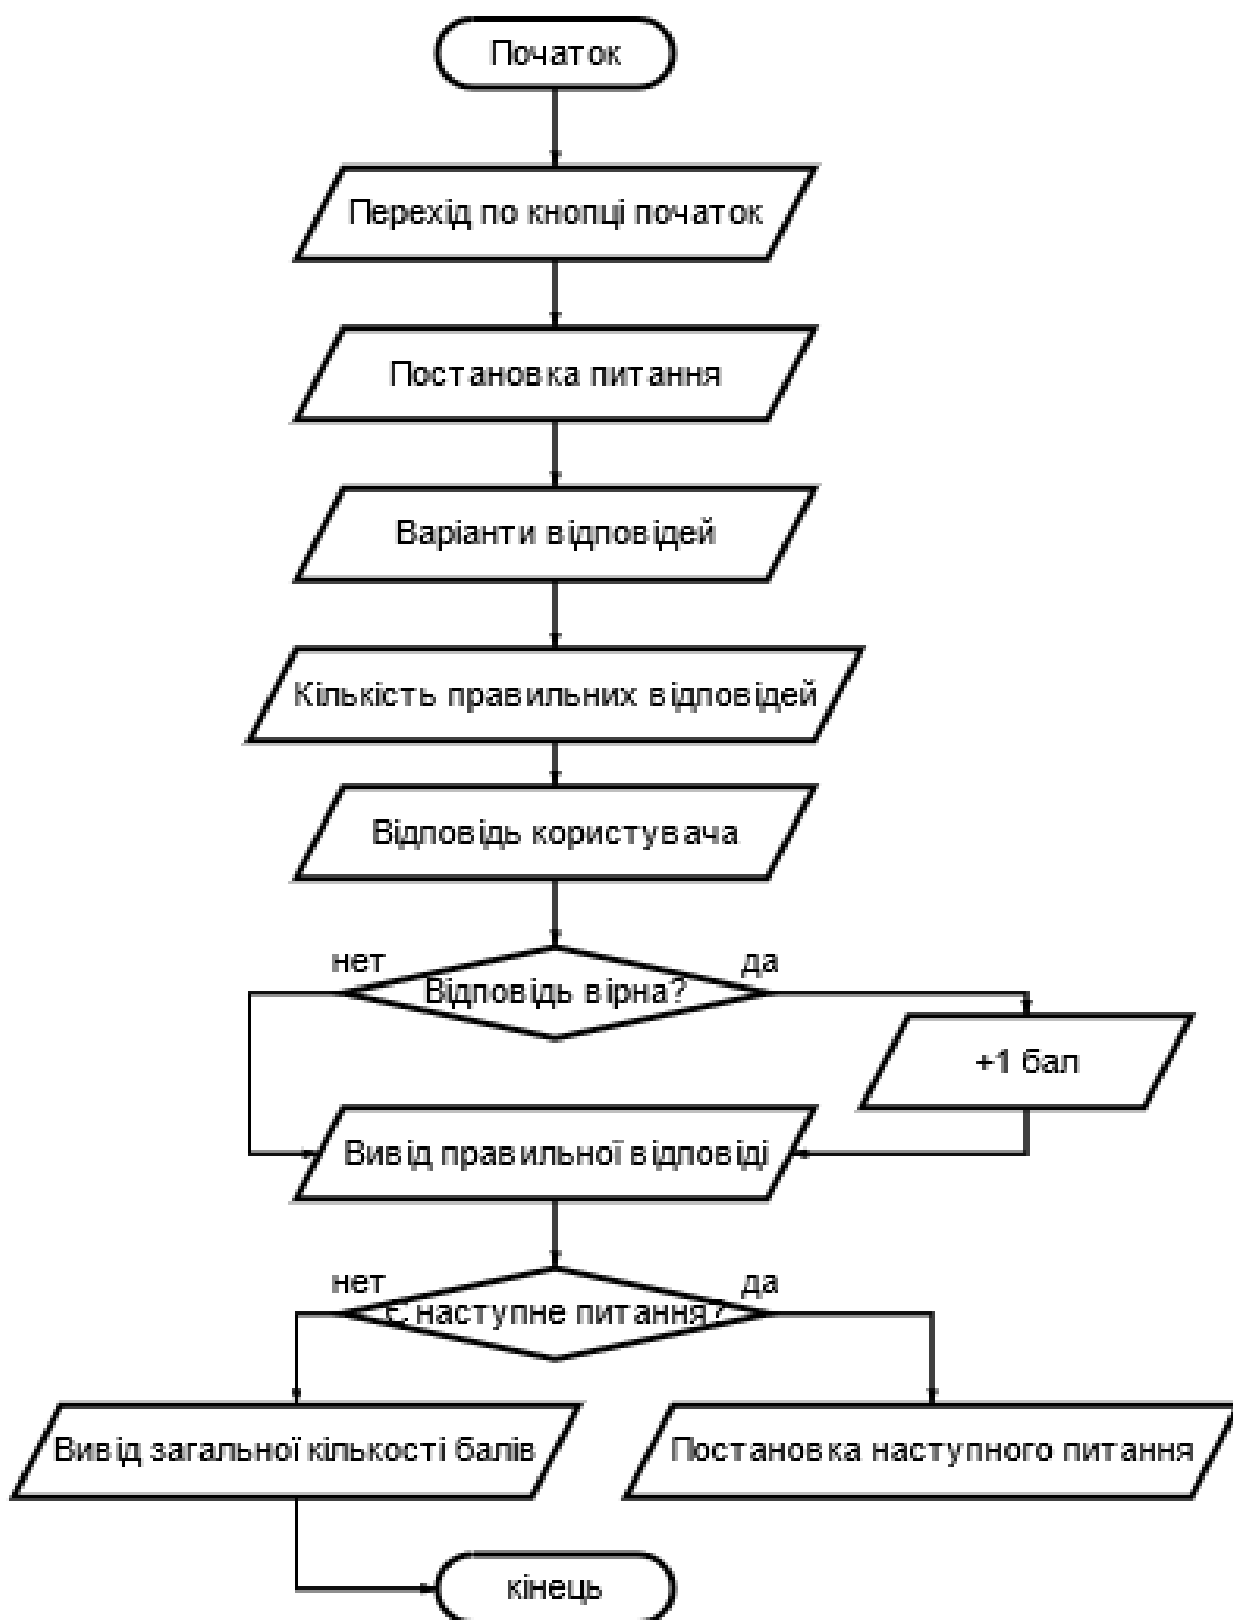 Початок
Перехід по кнопці початок
Постановка питання
Варіанти відповідей
Кількість правильних відповідей
Відповідь користувача
нет
да
Відповідь вірна?
+1 бал
Вивід правильної відповіді
нет
да
Є наступне питання?
Вивід загальної кількості балів
Постановка наступного питання
кінець